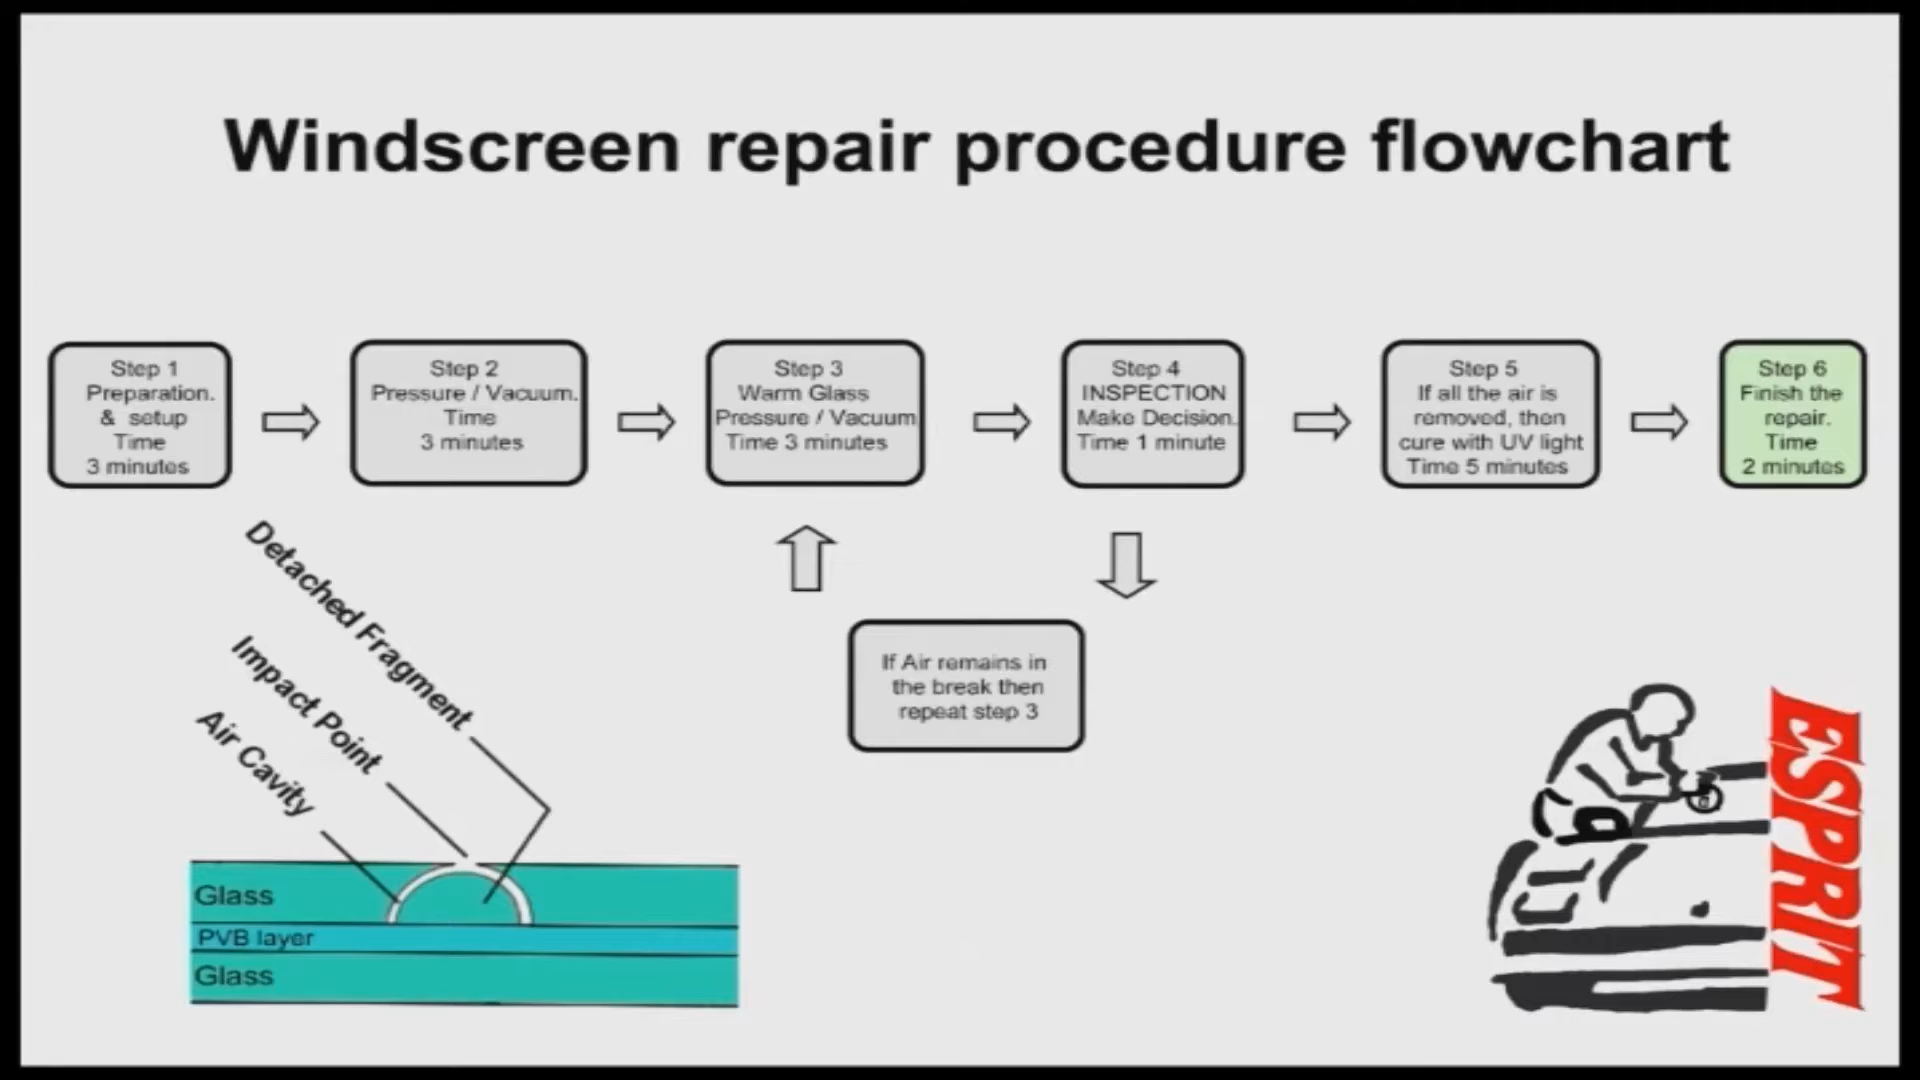 Windscreen repair procedure flowchart
Step 1
Preparation.
& setup
Time
3 minutes
Step 2
Pressure / Vacuum.
Time
3 minutes
Step 3
Warm Glass
Pressure / Vacuum
Time 3 minutes
Step 4
INSPECTION
Make Decision.
Time 1 minute
Step 5
If all the air is
removed, then
cure with UV light
Time 5 minutes
Step 6
Finish the
repair.
Time
2 minutes
If Air remains in
the break then
repeat step 3
Detached Fragment
Impact Point
Air Cavity
Glass
PVB layer
Glass
ESPRIT